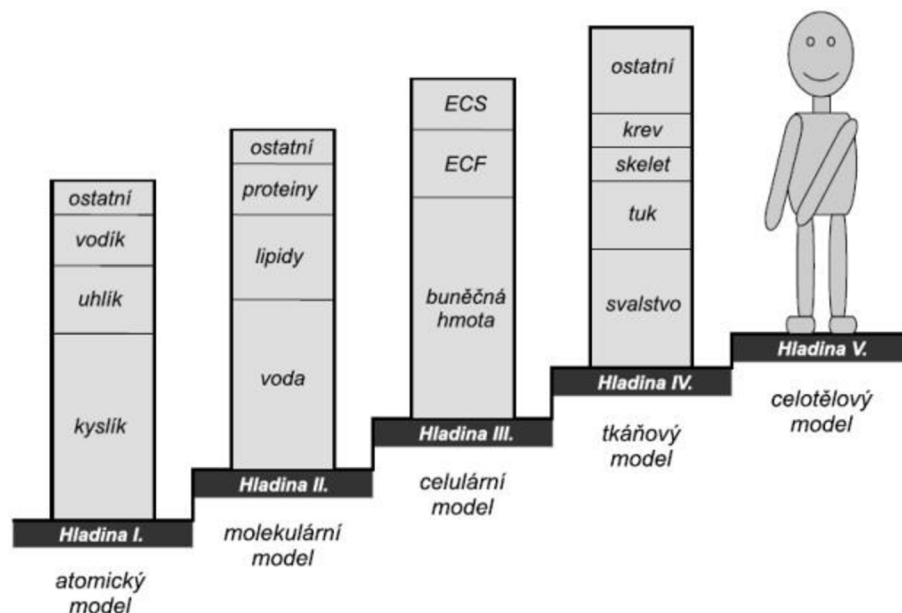 ostatní
vodík
uhlík
kyslík
Hladina I.
atomický
model
ostatní
proteiny
lipidy
voda
Hladina II.
molekulární
model
ECS
ECF
buněčná
hmota
Hladina III.
celulární
model
ostatní
krev
skelet
tuk
svalstvo
Hladina IV.
tkáňový
model
Hladina V.
celotělový
model